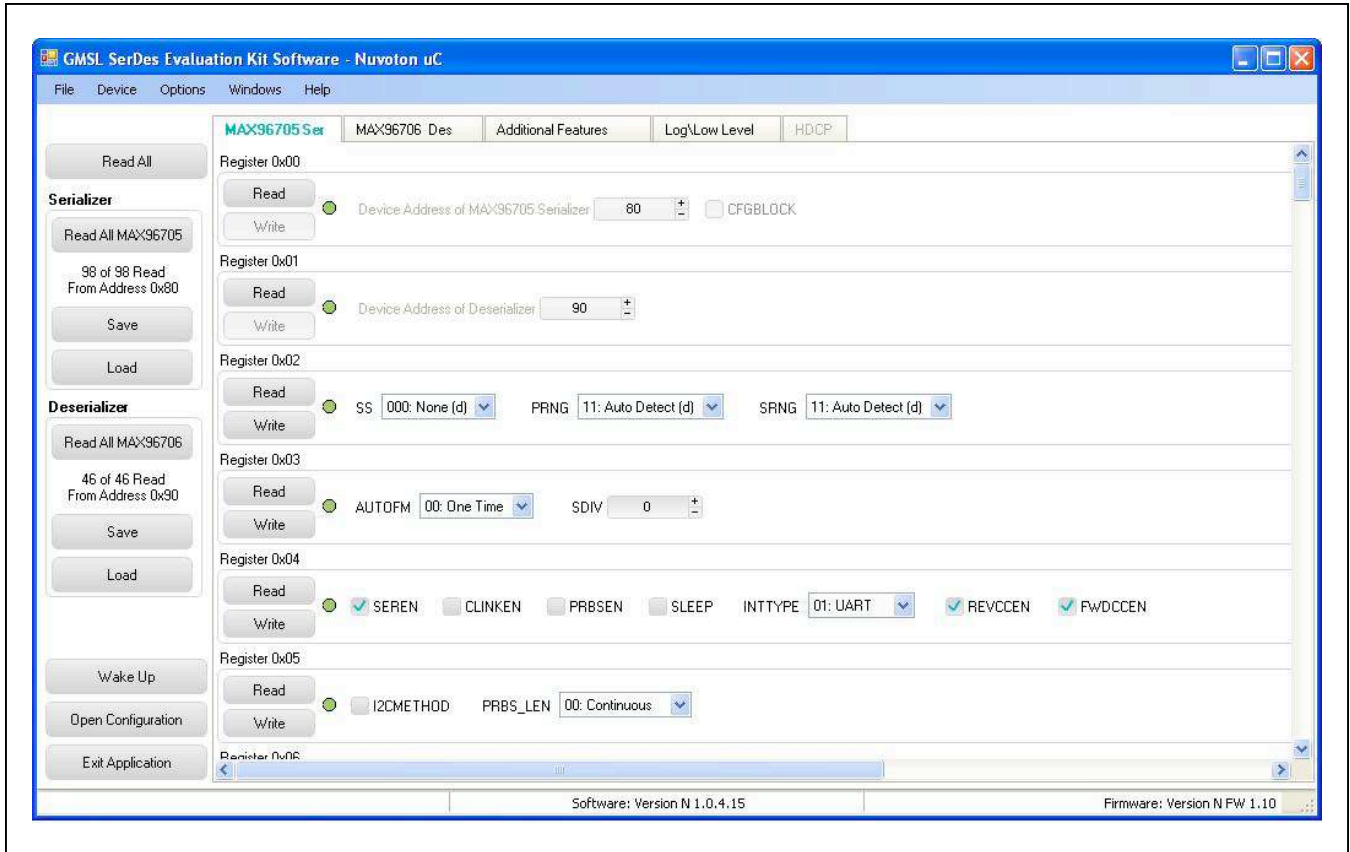 GMSL SerDes Evaluation Kit Software - Nuvoton uC
File Device Options Windows Help
MAX96705 Ser MAX96706 Des Additional Features Log\Low Level HDCP
Read All
Serializer
Read All MAX96705
98 of 98 Read
From Address 0x80
Save
Load
Deserializer
Read All MAX96706
46 of 46 Read
From Address 0x90
Save
Load
Wake Up
Open Configuration
Exit Application
Register 0x00
Read
Write
Device Address of MAX96705 Serializer 80 CFGBLOCK
Register 0x01
Read
Write
Device Address of Deserializer 90
Register 0x02
Read
Write
SS 000: None (d) PRNG 11: Auto Detect (d) SRNG 11: Auto Detect (d)
Register 0x03
Read
Write
AUTOFM 00: One Time SDIV 0
Register 0x04
Read
Write
SEREN CLINKEN PRBSEN SLEEP INTTYPE 01: UART REVCCEN FWDCCEN
Register 0x05
Read
Write
I2CMETHOD PRBS_LEN 00: Continuous
Register 0x06
Software: Version N 1.0.4.15
Firmware: Version N FW 1.10